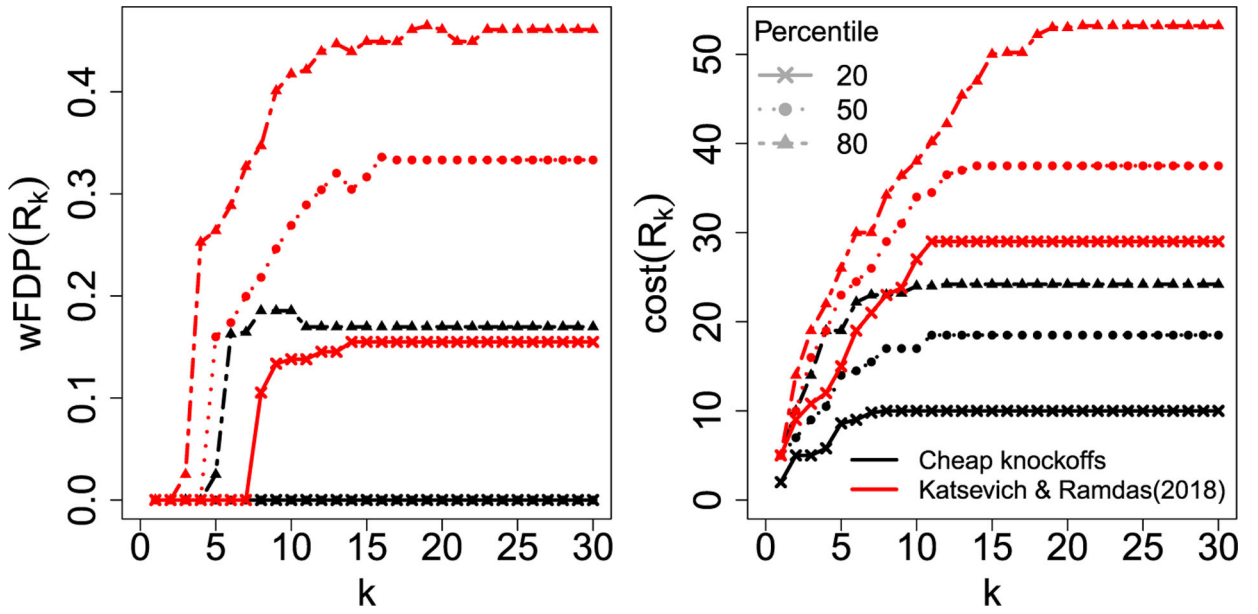 wFDP(Rk)
0.0 0.1 0.2 0.3 0.4
0 5 10 15 20 25 30
k
cost(Rk)
0 10 20 30 40 50
Percentile
20
50
80
Cheap knockoffs
Katsevich & Ramdas(2018)
0 5 10 15 20 25 30
k